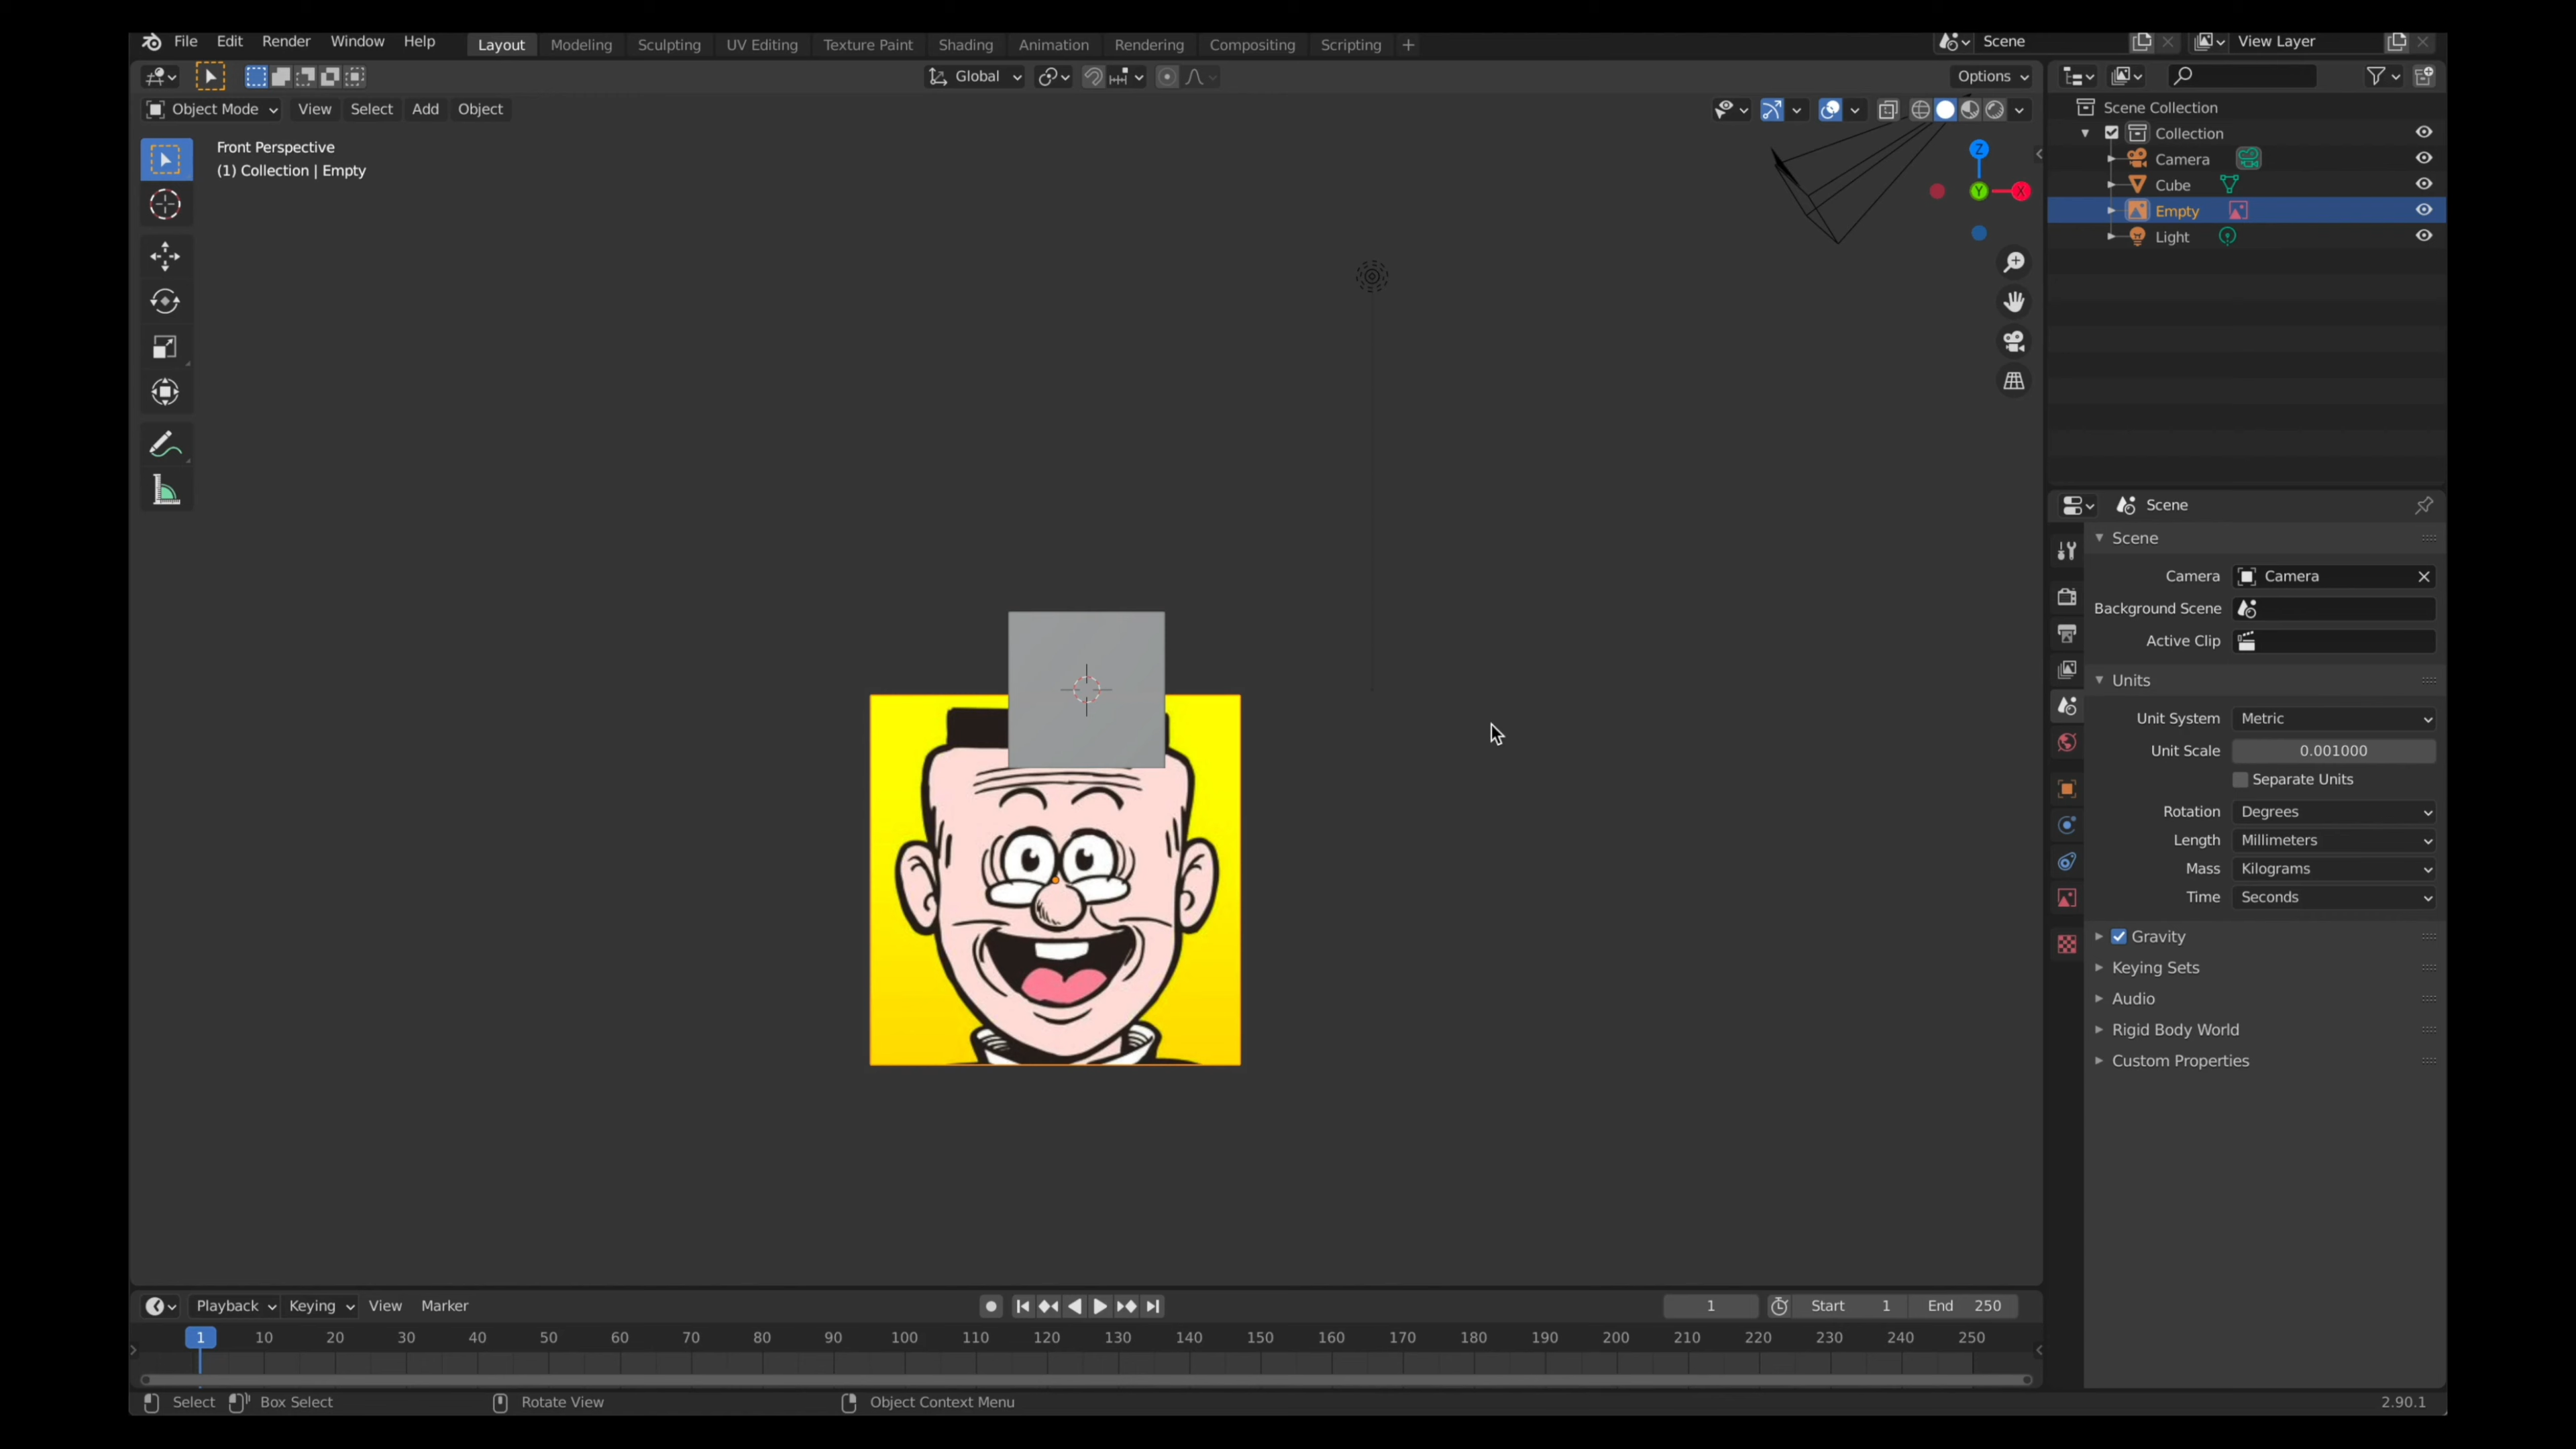 File Edit Render Window Help Layout Modeling Sculpting UV Editing Texture Paint Shading Animation Rendering Compositing Scripting + Scene View Layer
Global Options
Object Mode View Select Add Object
Front Perspective
(1) Collection | Empty
Z
Y
X
Scene Collection
Collection
Camera
Cube
Empty
Light
Scene
Scene
Camera Camera
Background Scene
Active Clip
Units
Unit System Metric
Unit Scale 0.001000
Separate Units
Rotation Degrees
Length Millimeters
Mass Kilograms
Time Seconds
Gravity
Keying Sets
Audio
Rigid Body World
Custom Properties
Playback Keying View Marker 1 Start 1 End 250
1 10 20 30 40 50 60 70 80 90 100 110 120 130 140 150 160 170 180 190 200 210 220 230 240 250
Select Box Select Rotate View Object Context Menu 2.90.1